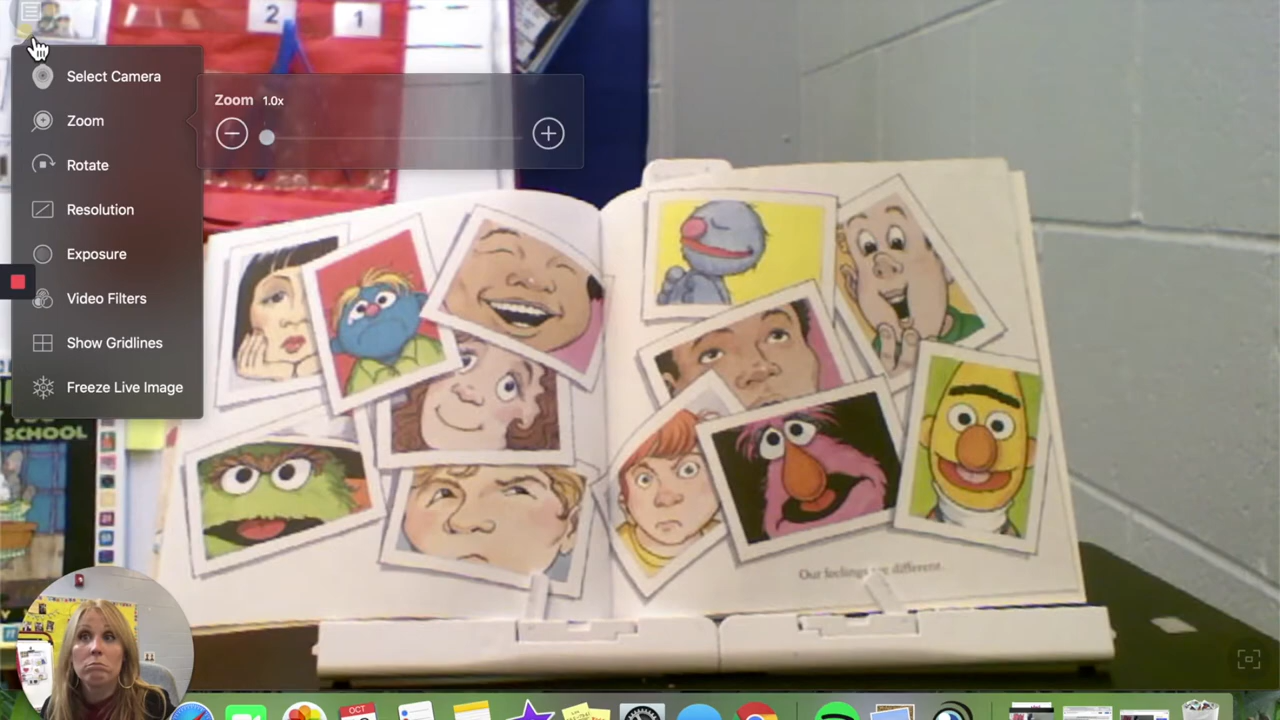 2
1
Select Camera
Zoom
Zoom 1.0x
Rotate
Resolution
Exposure
Video Filters
Show Gridlines
Freeze Live Image
SCHOOL
Our feelings are different.
OCT